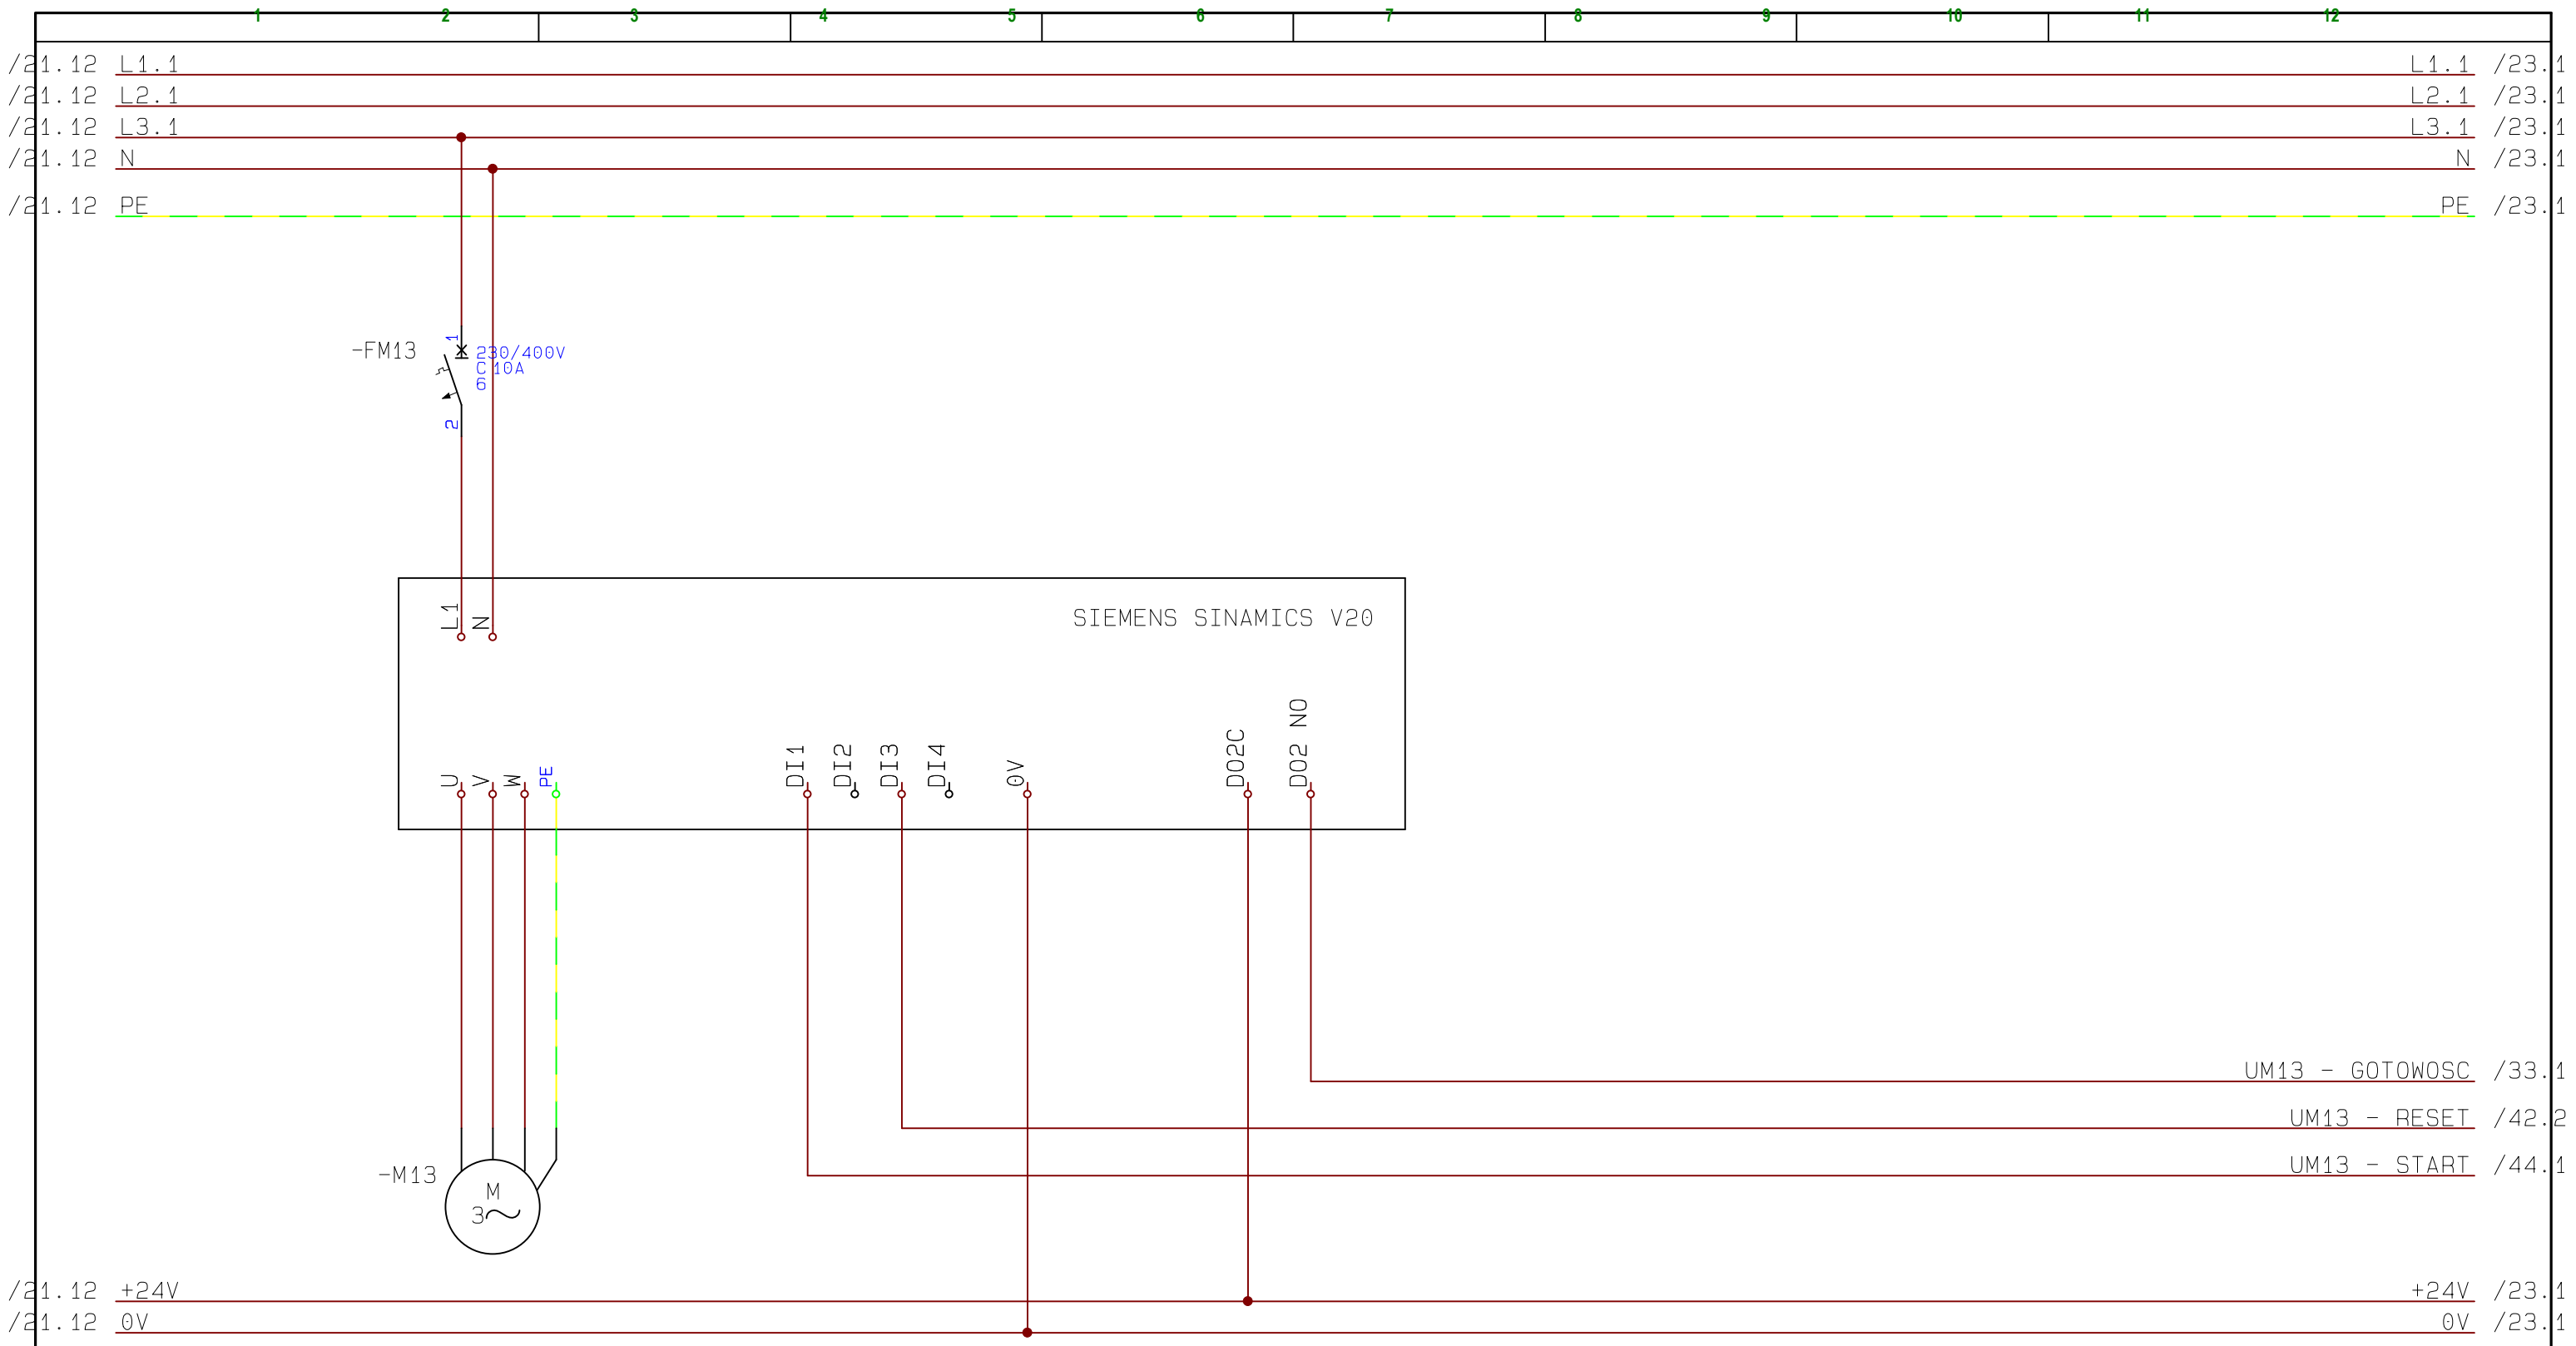 1 2 3 4 5 6 7 8 9 10 11 12
/21.12 L1.1 L1.1 /23.1
/21.12 L2.1 L2.1 /23.1
/21.12 L3.1 L3.1 /23.1
/21.12 N N /23.1
/21.12 PE PE /23.1
-FM13
1
2
230/400V
C 10A
6
L1 N
SIEMENS SINAMICS V20
U V W PE DI1 DI2 DI3 DI4 0V DO2C DO2 NO
UM13 - GOTOWOSC /33.1
UM13 - RESET /42.2
UM13 - START /44.1
-M13
M
3~
/21.12 +24V +24V /23.1
/21.12 0V 0V /23.1